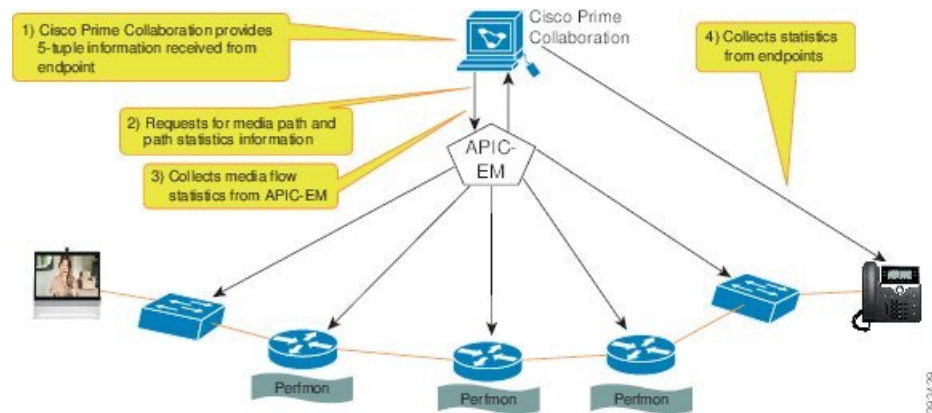 1) Cisco Prime Collaboration provides
5-tuple information received from
endpoint
Cisco Prime
Collaboration
4) Collects statistics
from endpoints
2) Requests for media path and
path statistics information
3) Collects media flow
statistics from APIC-EM
APIC-
EM
Perfmon
Perfmon
Perfmon